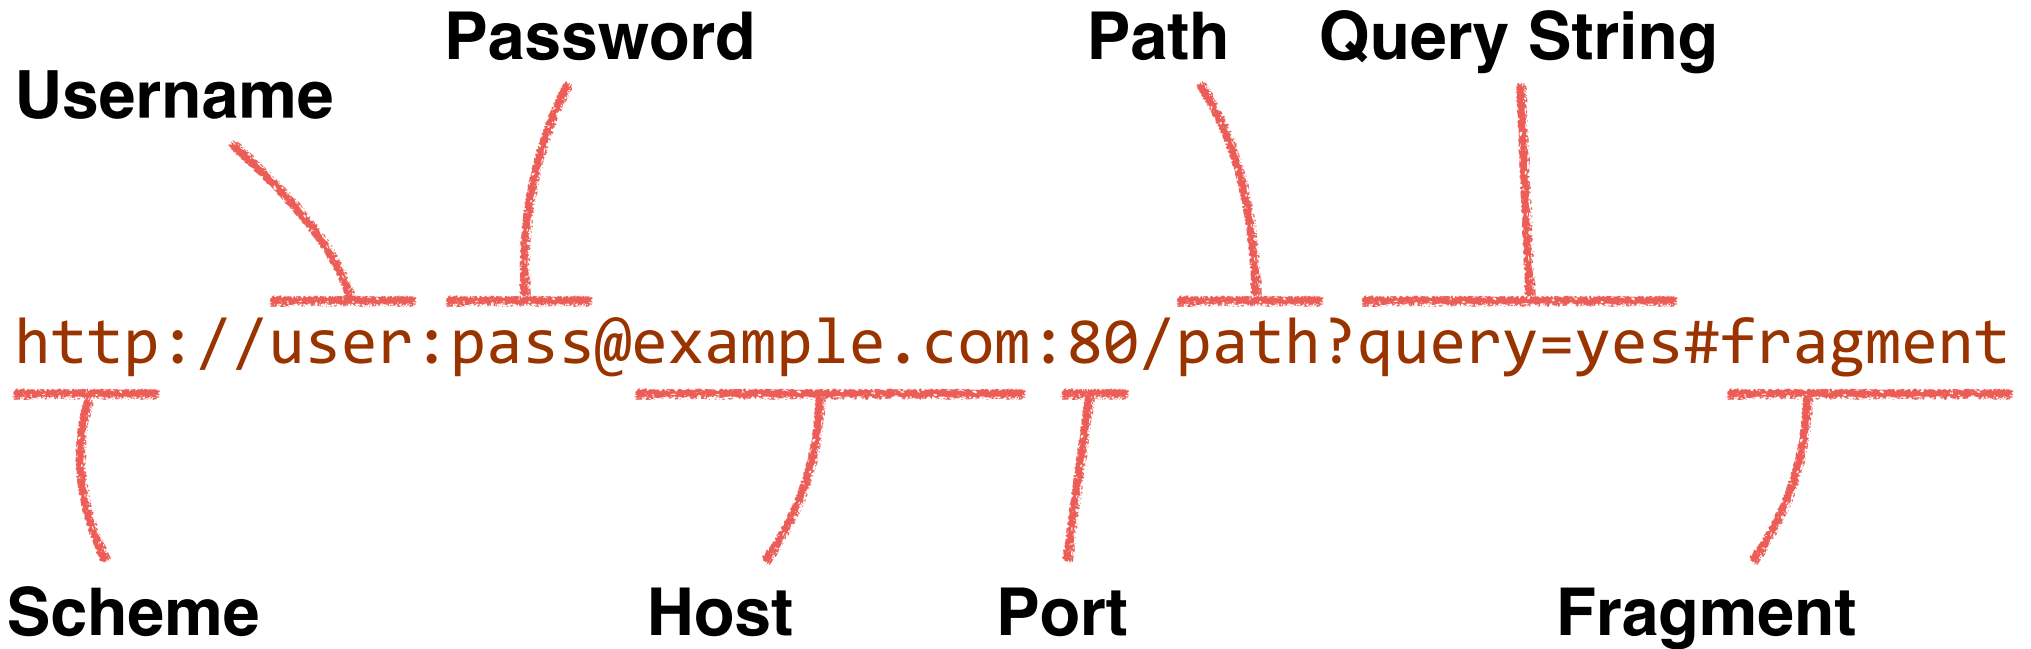 Password Path Query String
Username
http://user:pass@example.com:80/path?query=yes#fragment
Scheme Host Port Fragment